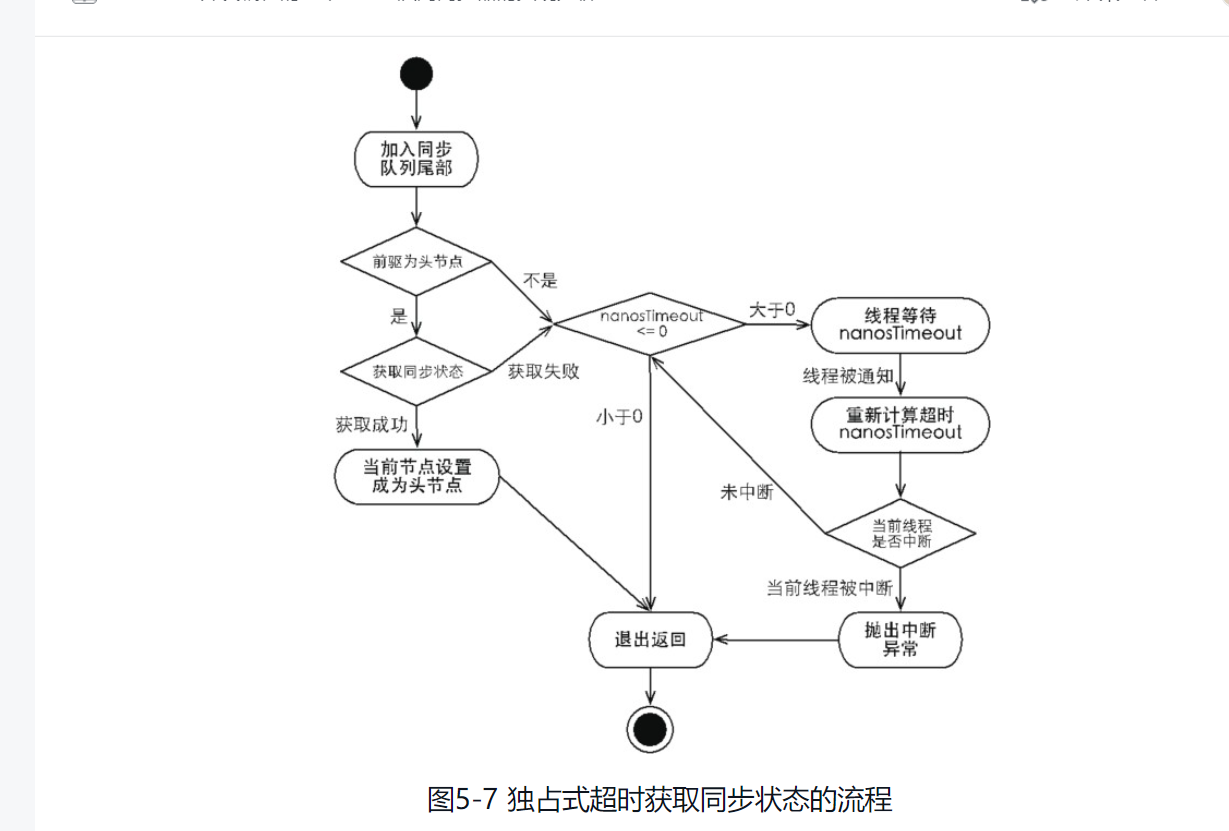 加入同步
队列尾部
前驱为头节点
不是
是
nanosTimeout
<= 0
大于0
线程等待
nanosTimeout
获取同步状态
获取失败
线程被通知
获取成功
小于0
重新计算超时
nanosTimeout
当前节点设置
成为头节点
未中断
当前线程
是否中断
当前线程被中断
退出返回
抛出中断
异常
图5-7 独占式超时获取同步状态的流程